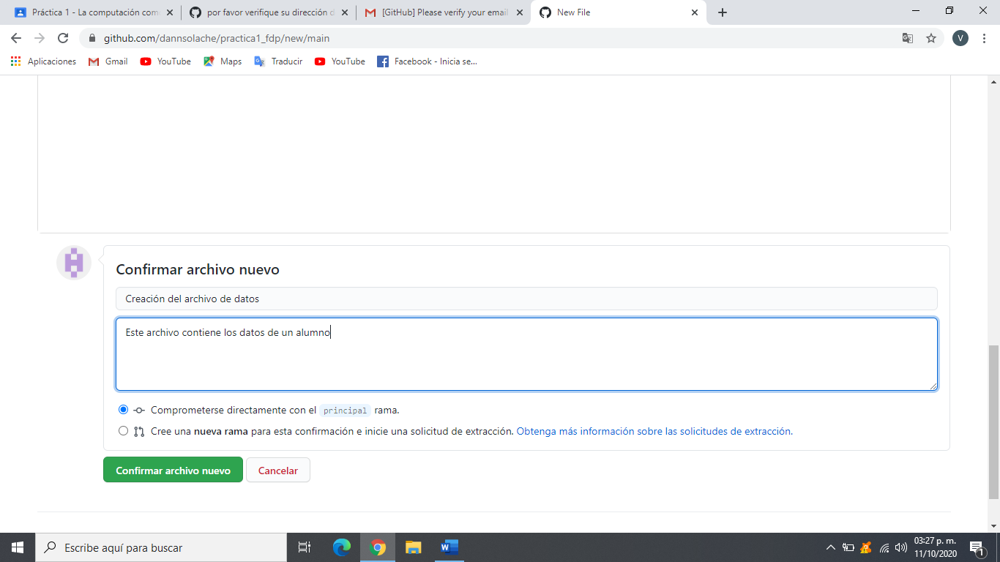 Práctica 1 - La computación com
por favor verifique su dirección d
[GitHub] Please verify your email
New File
github.com/dannsolache/practica1_fdp/new/main
V
Aplicaciones
Gmail
YouTube
Maps
Traducir
YouTube
Facebook - Inicia se...
Confirmar archivo nuevo
Creación del archivo de datos
Este archivo contiene los datos de un alumno
Comprometerse directamente con el principal rama.
Cree una nueva rama para esta confirmación e inicie una solicitud de extracción. Obtenga más información sobre las solicitudes de extracción.
Confirmar archivo nuevo
Cancelar
Escribe aquí para buscar
03:27 p. m.
11/10/2020
1